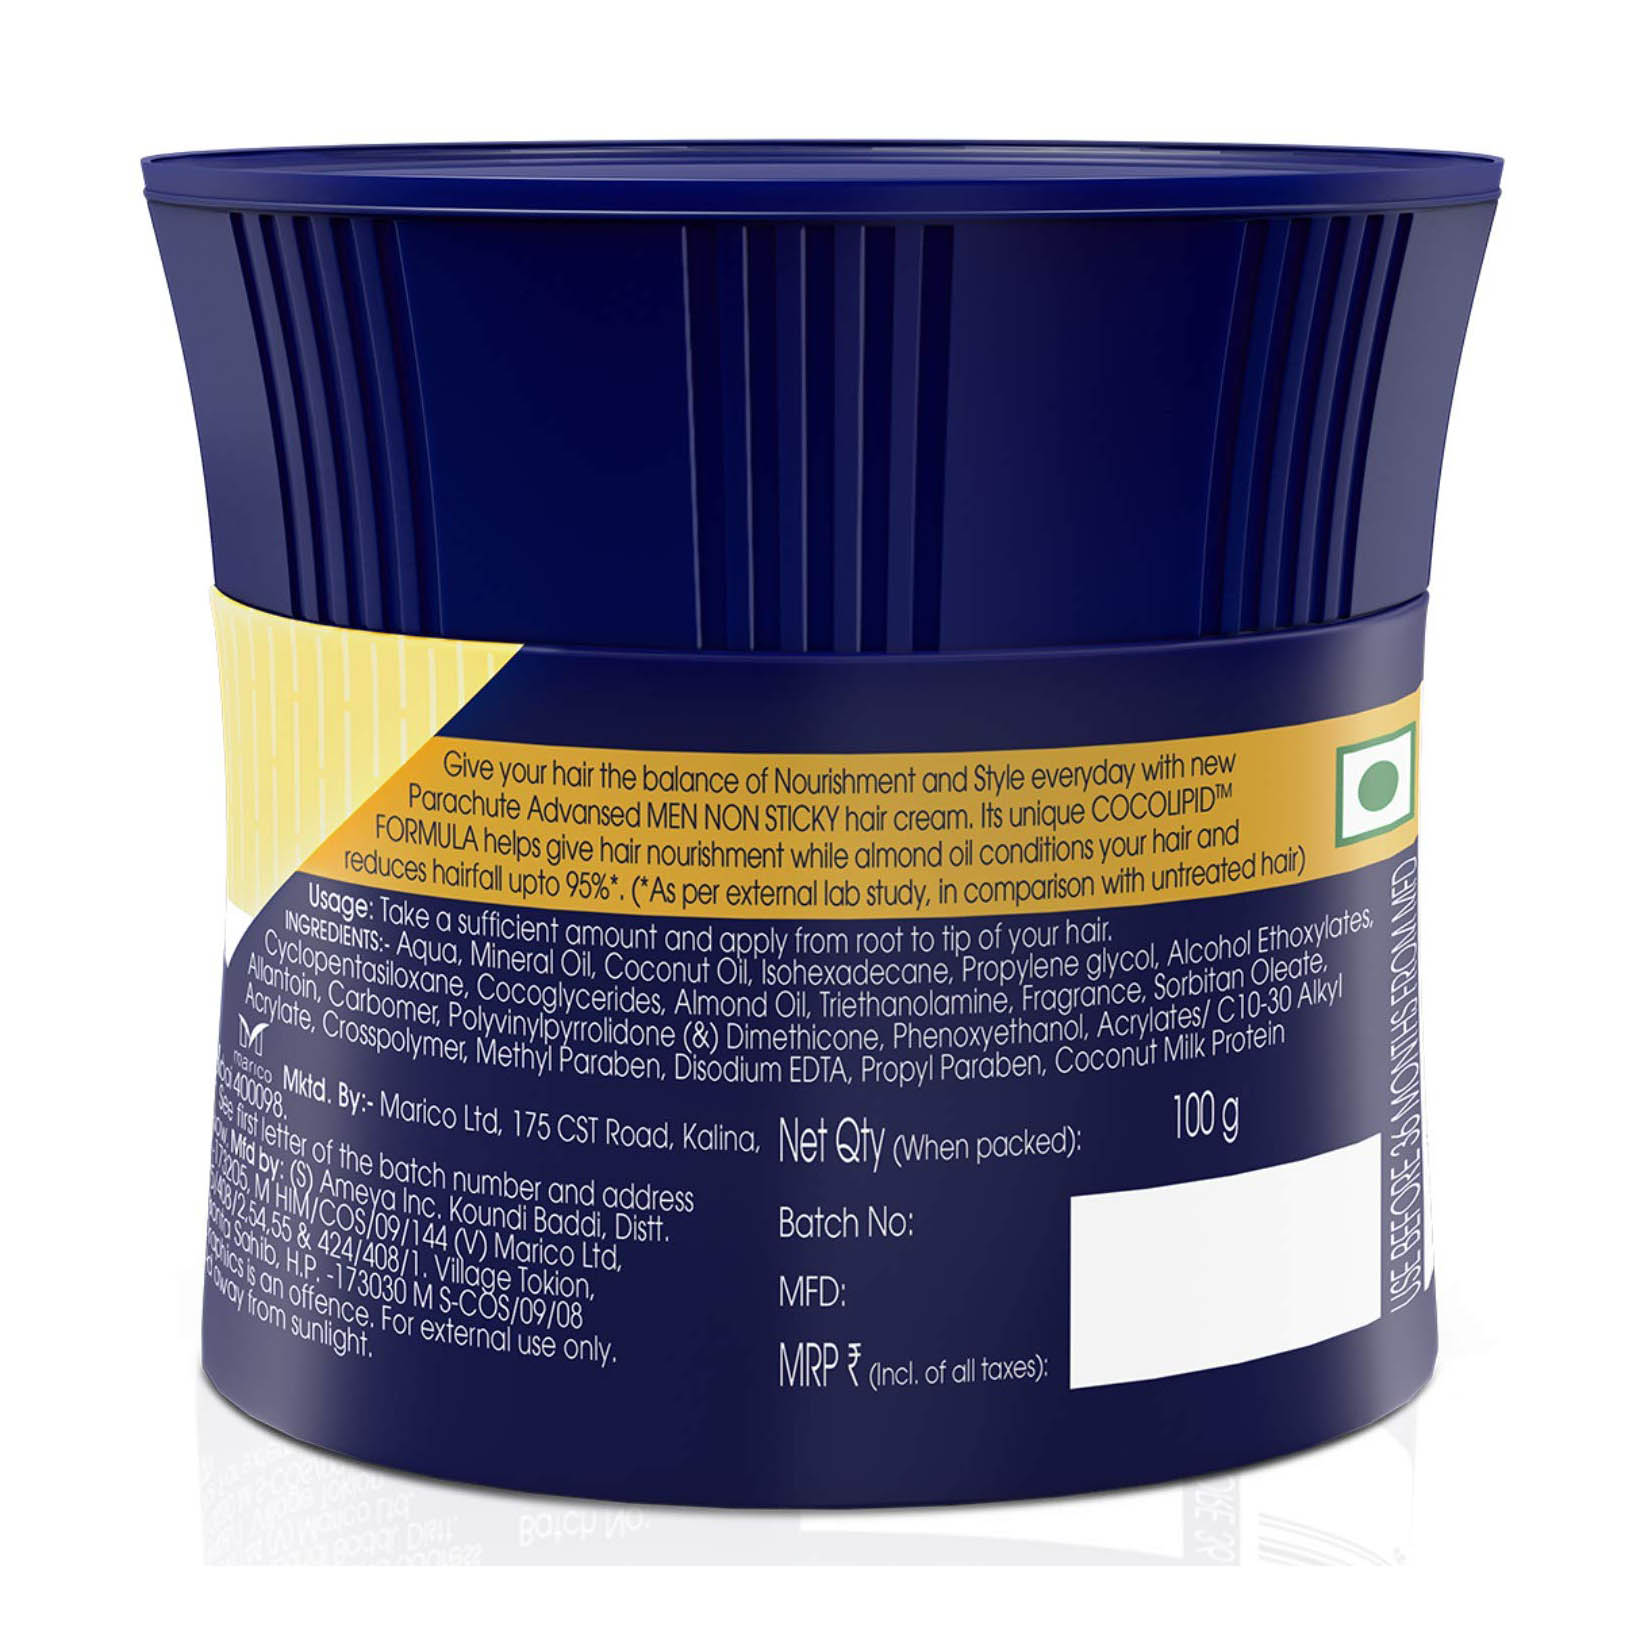 Give your hair the balance of Nourishment and Style everyday with new
Parachute Advansed MEN NON STICKY hair cream. Its unique COCOLIPID™
FORMULA helps give hair nourishment while almond oil conditions your hair and
reduces hairfall upto 95%*. (*As per external lab study, in comparison with untreated hair)
Usage: Take a sufficient amount and apply from root to tip of your hair.
INGREDIENTS:- Aqua, Mineral Oil, Coconut Oil, Isohexadecane, Propylene glycol, Alcohol Ethoxylates,
Cyclopentasiloxane, Cocoglycerides, Almond Oil, Triethanolamine, Fragrance, Sorbitan Oleate,
Allantoin, Carbomer, Polyvinylpyrrolidone (&) Dimethicone, Phenoxyethanol, Acrylates/ C10-30 Alkyl
Acrylate, Crosspolymer, Methyl Paraben, Disodium EDTA, Propyl Paraben, Coconut Milk Protein
marico
Mktd. By:- Marico Ltd, 175 CST Road, Kalina,
400098.
See first letter of the batch number and address
Mfd by: (S) Ameya Inc. Koundi Baddi, Distt.
173205, M HIM/COS/09/144 (V) Marico Ltd,
408/2,54,55 & 424/408/1. Village Tokion,
Sahib, H.P. -173030 M S-COS/09/08
is an offence. For external use only.
away from sunlight.
Net Qty (When packed): 100 g
Batch No:
MFD:
MRP ₹ (Incl. of all taxes):
USE BEFORE 36 MONTHS FROM MFD